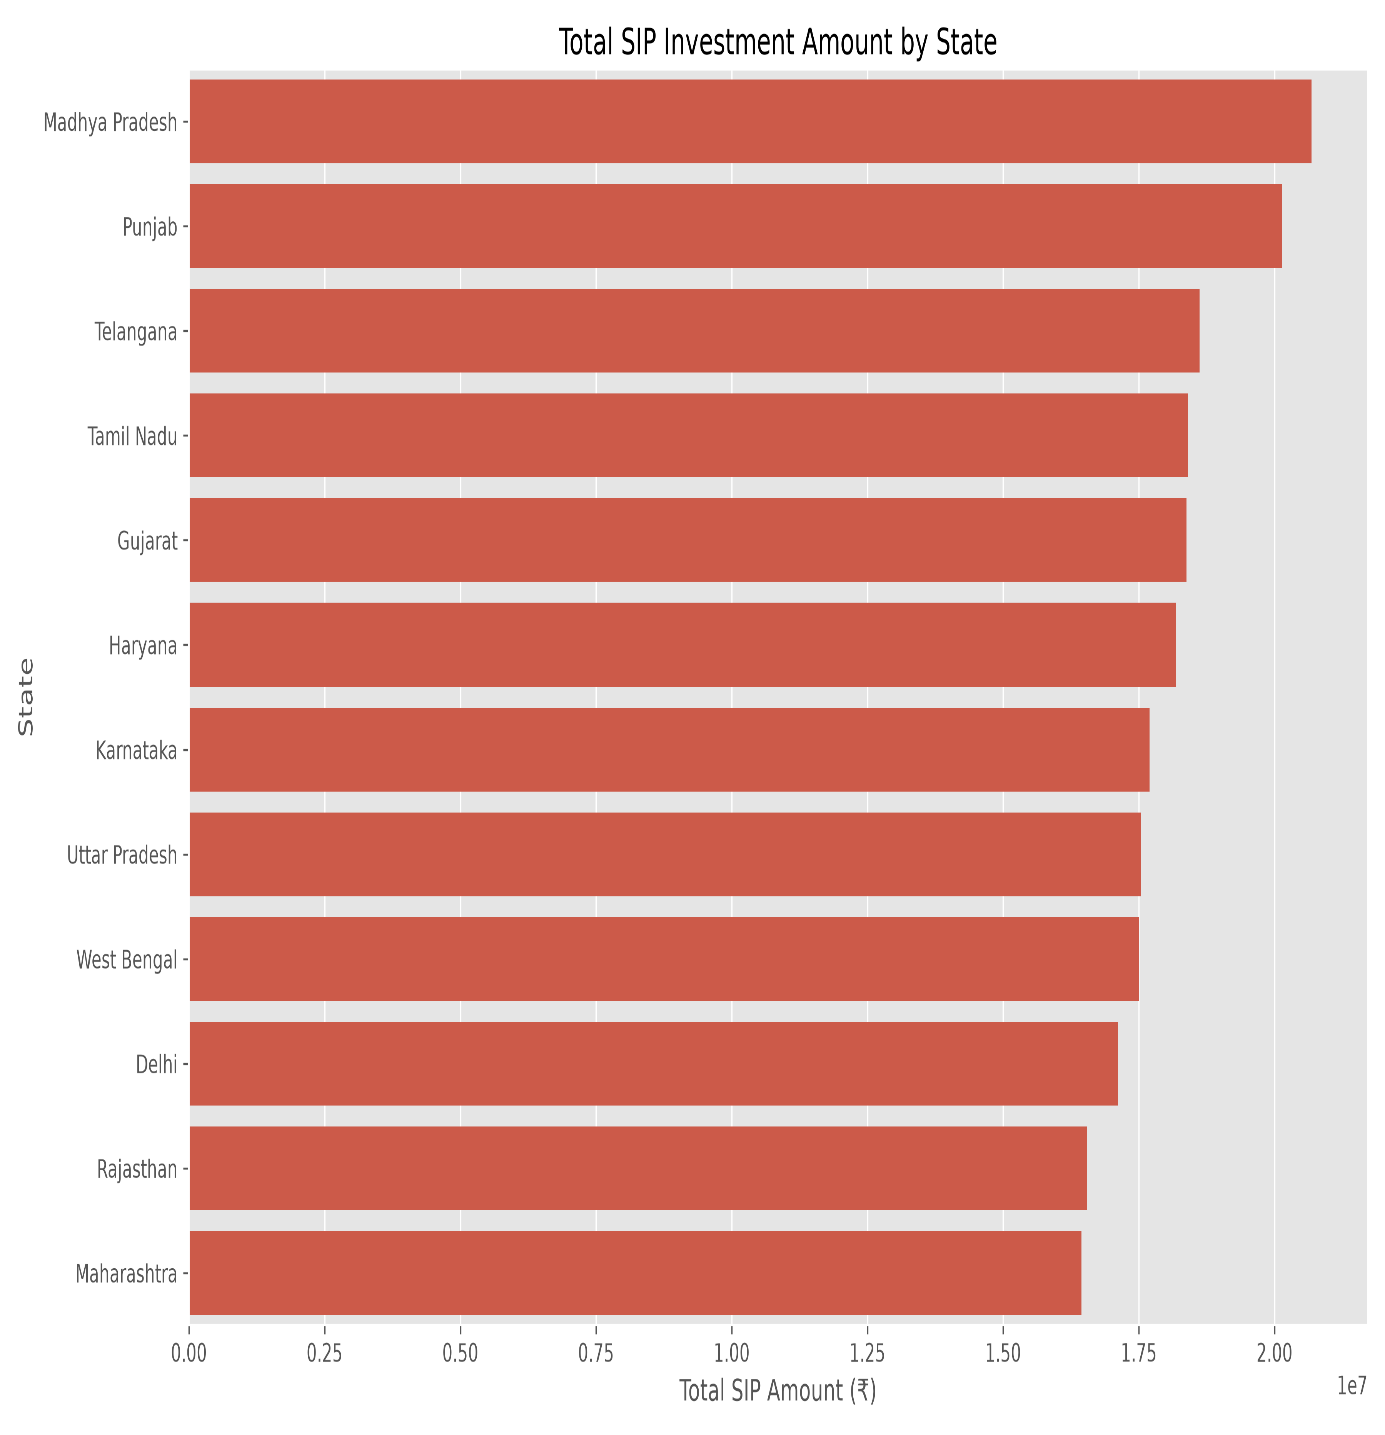 Total SIP Investment Amount by State
Madhya Pradesh
Punjab
Telangana
Tamil Nadu
Gujarat
Haryana
Karnataka
Uttar Pradesh
West Bengal
Delhi
Rajasthan
Maharashtra
State
0.00 0.25 0.50 0.75 1.00 1.25 1.50 1.75 2.00
1e7
Total SIP Amount (₹)